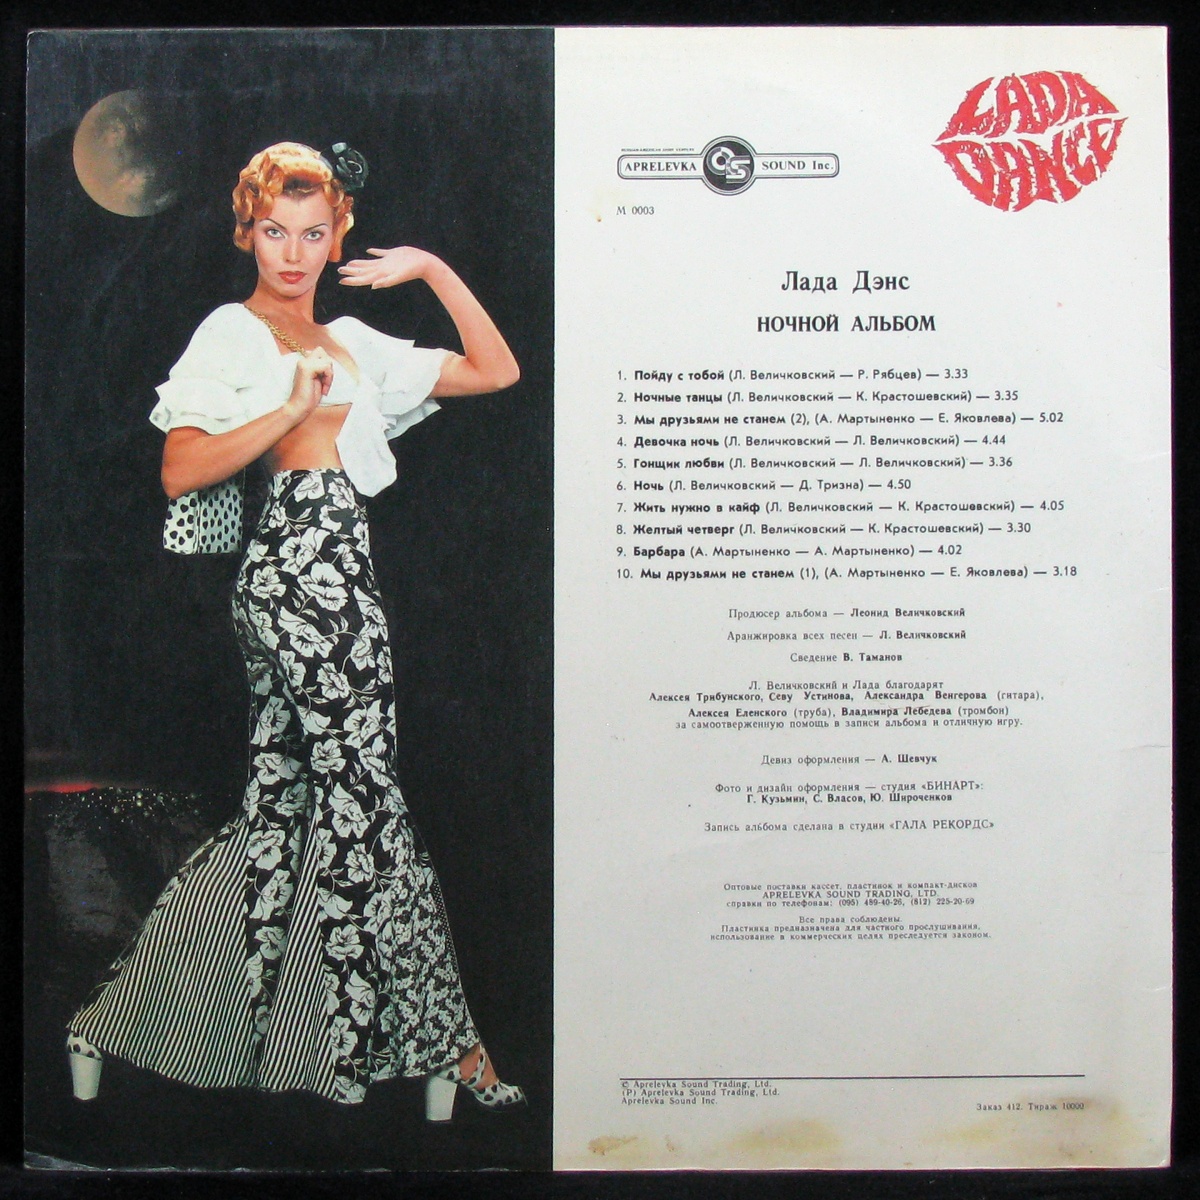 LADA
DANCE
RUSSIAN-AMERICAN JOINT COMPANY
APRELEVKA SOUND Inc.
М 0003
Лада Дэнс
НОЧНОЙ АЛЬБОМ
1. Пойду с тобой (Л. Величковский — Р. Рябцев) — 3.33
2. Ночные танцы (Л. Величковский — К. Крастошевский) — 3.35
3. Мы друзьями не станем (2), (А. Мартыненко — Е. Яковлева) — 5.02
4. Девочка ночь (Л. Величковский — Л. Величковский) — 4.44
5. Гонщик любви (Л. Величковский — Л. Величковский) — 3.36
6. Ночь (Л. Величковский — Д. Тризна) — 4.50
7. Жить нужно в кайф (Л. Величковский — К. Крастошевский) — 4.05
8. Желтый четверг (Л. Величковский — К. Крастошевский) — 3.30
9. Барбара (А. Мартыненко — А. Мартыненко) — 4.02
10. Мы друзьями не станем (1), (А. Мартыненко — Е. Яковлева) — 3.18
Продюсер альбома — Леонид Величковский
Аранжировка всех песен — Л. Величковский
Сведение В. Таманов
Л. Величковский и Лада благодарят
Алексея Трибунского, Севу Устинова, Александра Венгерова (гитара),
Алексея Еленского (труба), Владимира Лебедева (тромбон)
за самоотверженную помощь в записи альбома и отличную игру.
Девиз оформления — А. Шевчук
Фото и дизайн оформления — студия «БИНАРТ»:
Г. Кузьмин, С. Власов, Ю. Широченков
Запись альбома сделана в студии «ГАЛА РЕКОРДС»
Оптовые поставки кассет, пластинок и компакт-дисков
APRELEVKA SOUND TRADING, LTD.
справки по телефонам: (095) 489-40-26, (812) 225-20-69
Все права соблюдены.
Пластинка предназначена для частного прослушивания,
использование в коммерческих целях преследуется законом.
© Aprelevka Sound Trading, Ltd.
(P) Aprelevka Sound Trading, Ltd.
Aprelevka Sound Inc.
Заказ 412. Тираж 10000